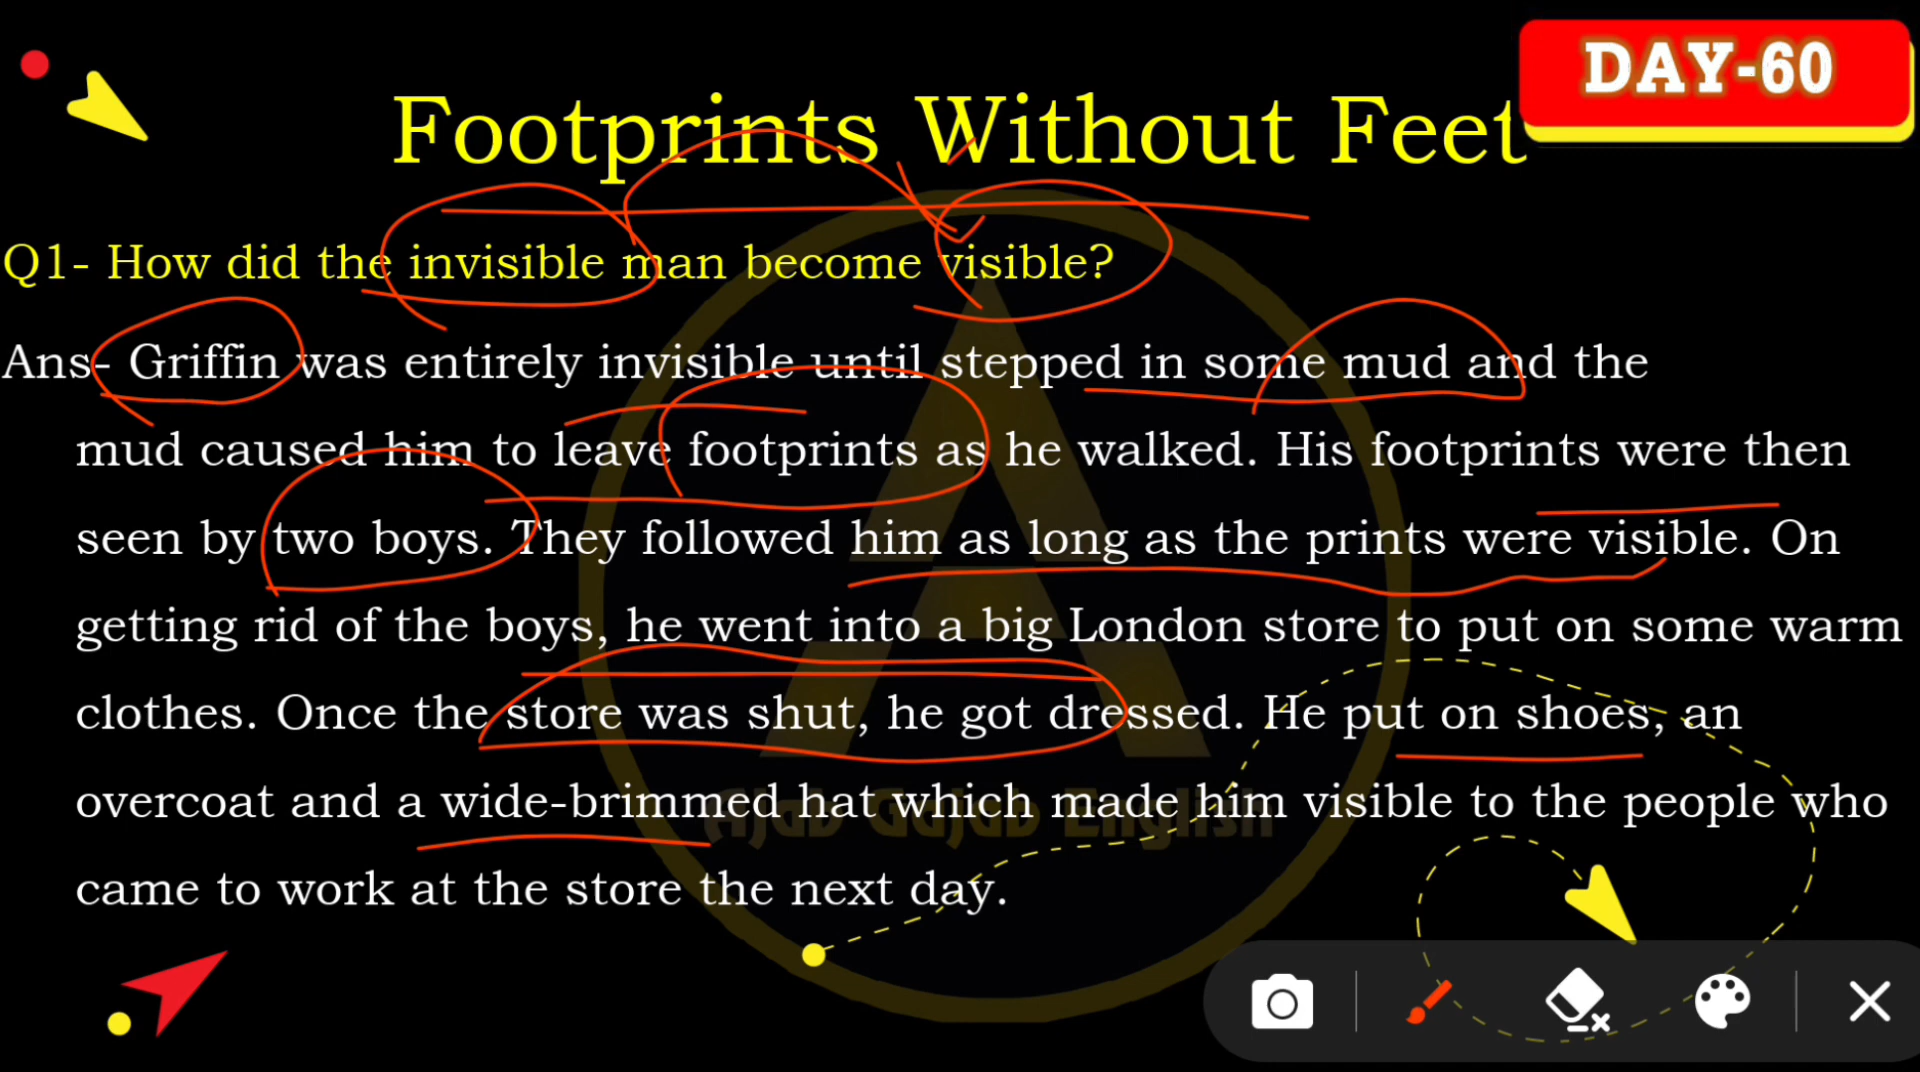 DAY-60
Footprints Without Feet
Q1- How did the invisible man become visible?
Ans- Griffin was entirely invisible until stepped in some mud and the
mud caused him to leave footprints as he walked. His footprints were then
seen by two boys. They followed him as long as the prints were visible. On
getting rid of the boys, he went into a big London store to put on some warm
clothes. Once the store was shut, he got dressed. He put on shoes, an
overcoat and a wide-brimmed hat which made him visible to the people who
came to work at the store the next day.
Ajab Gajab English